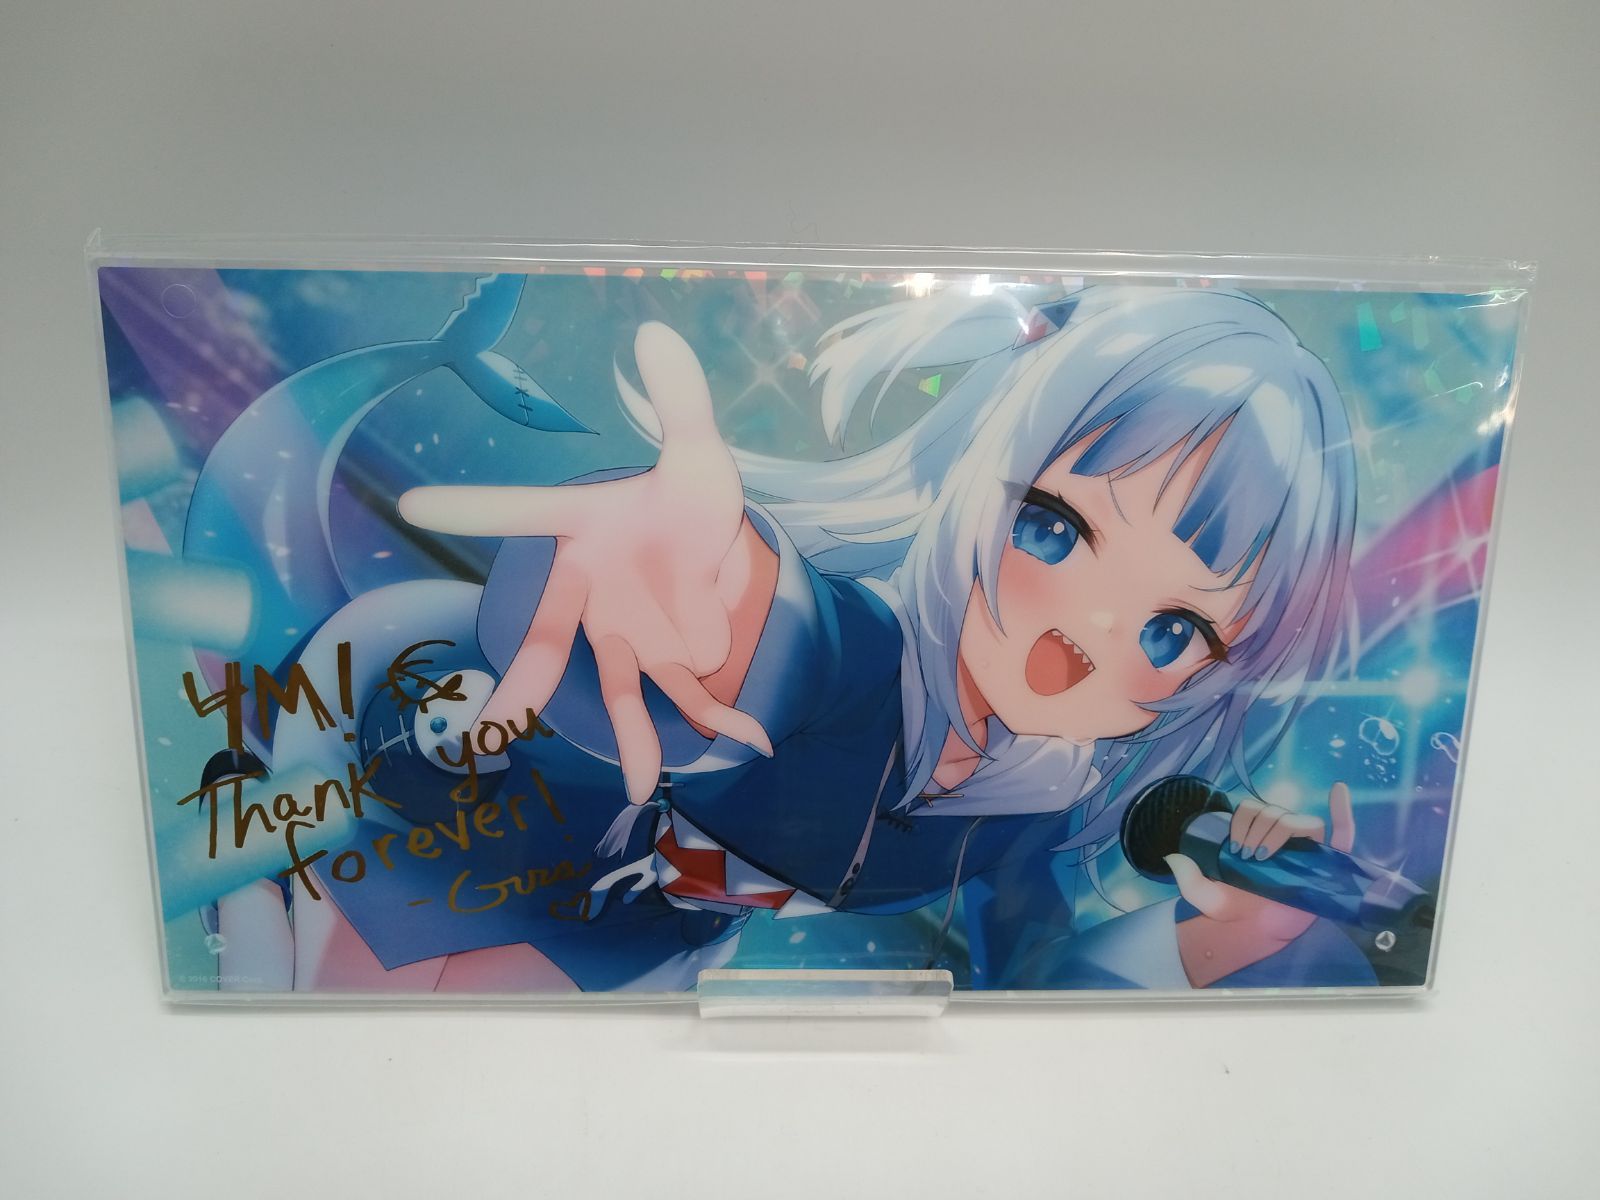 4M!
Thank you
forever!
-Gura
© 2016 COVER Corp.